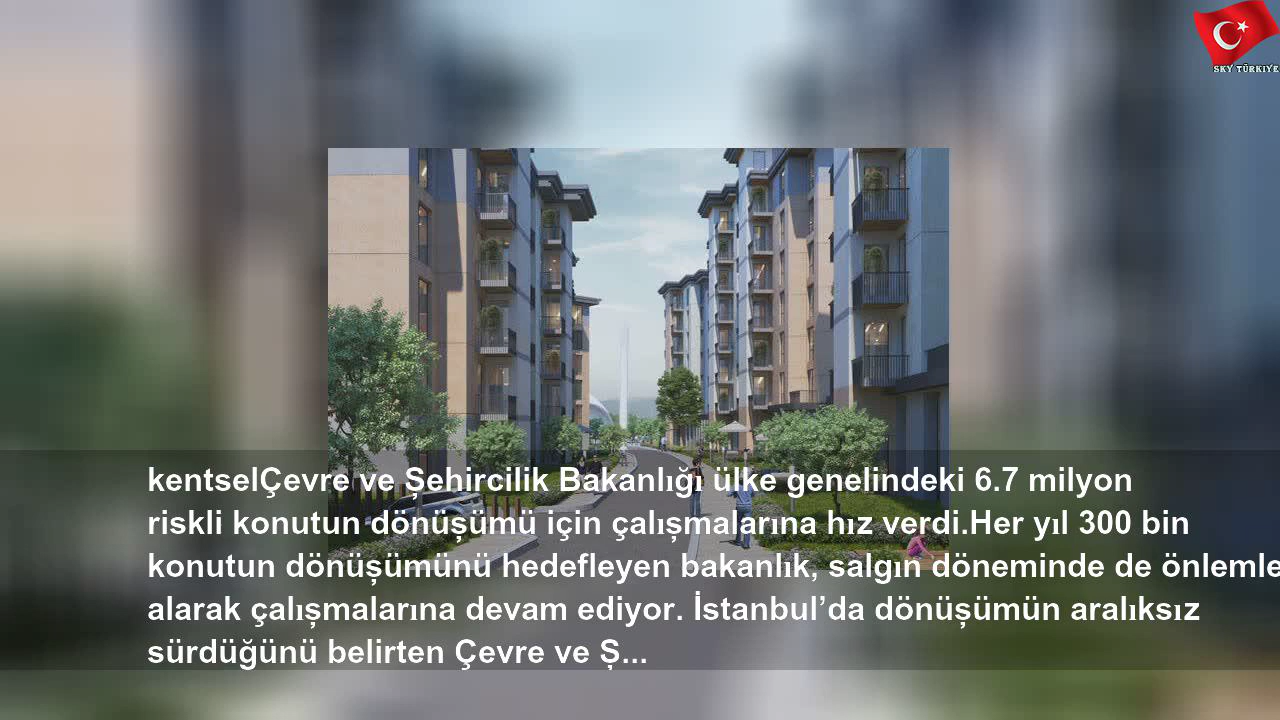 SKY TÜRKIYE
kentselÇevre ve Şehircilik Bakanlığı ülke genelindeki 6.7 milyon
riskli konutun dönüşümü için çalışmalarına hız verdi.Her yıl 300 bin
konutun dönüşümünü hedefleyen bakanlık, salgın döneminde de önlemle
alarak çalışmalarına devam ediyor. İstanbul’da dönüşümün aralıksız
sürdüğünü belirten Çevre ve Ş...